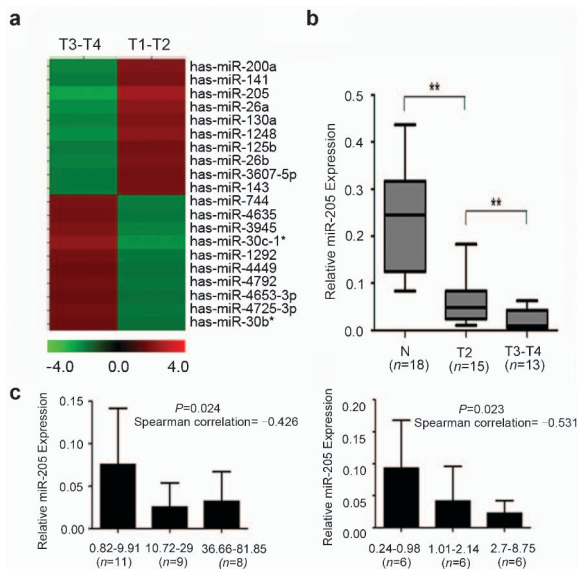 a
T3-T4 T1-T2
has-miR-200a
has-miR-141
has-miR-205
has-miR-26a
has-miR-130a
has-miR-1248
has-miR-125b
has-miR-26b
has-miR-3607-5p
has-miR-143
has-miR-744
has-miR-4635
has-miR-3945
has-miR-30c-1*
has-miR-1292
has-miR-4449
has-miR-4792
has-miR-4653-3p
has-miR-4725-3p
has-miR-30b*
-4.0 0.0 4.0
b
Relative miR-205 Expression
0.5
0.4
0.3
0.2
0.1
0.0
**
**
N T2 T3-T4
(n=18) (n=15) (n=13)
c
Relative miR-205 Expression
0.15
0.10
0.05
0.00
P=0.024
Spearman correlation= −0.426
0.82-9.91 10.72-29 36.66-81.85
(n=11) (n=9) (n=8)
Relative miR-205 Expression
0.20
0.15
0.10
0.05
0.00
P=0.023
Spearman correlation= −0.531
0.24-0.98 1.01-2.14 2.7-8.75
(n=6) (n=6) (n=6)